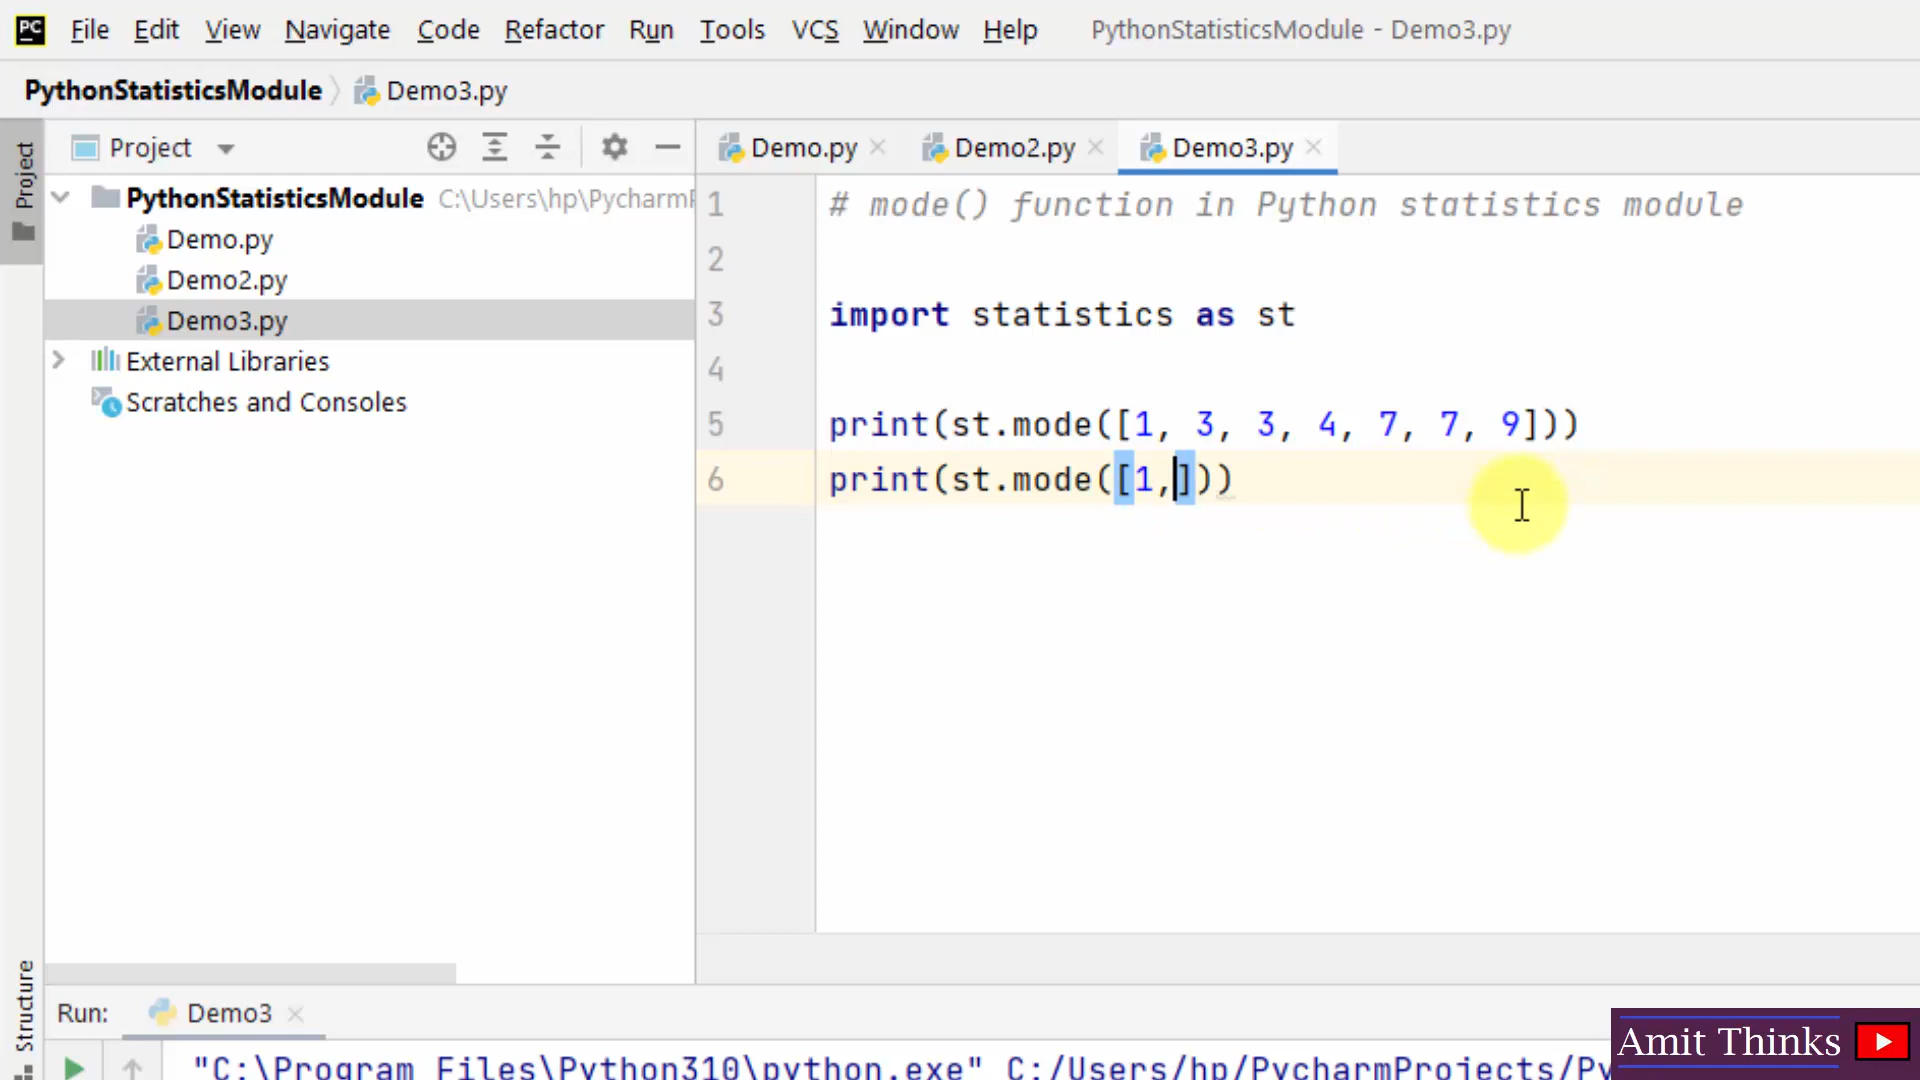 PC File Edit View Navigate Code Refactor Run Tools VCS Window Help PythonStatisticsModule - Demo3.py
PythonStatisticsModule Demo3.py
Project
Project
Demo.py Demo2.py Demo3.py
PythonStatisticsModule C:\Users\hp\Pycharm
Demo.py
Demo2.py
Demo3.py
External Libraries
Scratches and Consoles
1 # mode() function in Python statistics module
2
3 import statistics as st
4
5 print(st.mode([1, 3, 3, 4, 7, 7, 9]))
6 print(st.mode([1,]))
Structure
Run: Demo3
"C:\Program Files\Python310\python.exe" C:/Users/hp/PycharmProjects/Py
Amit Thinks